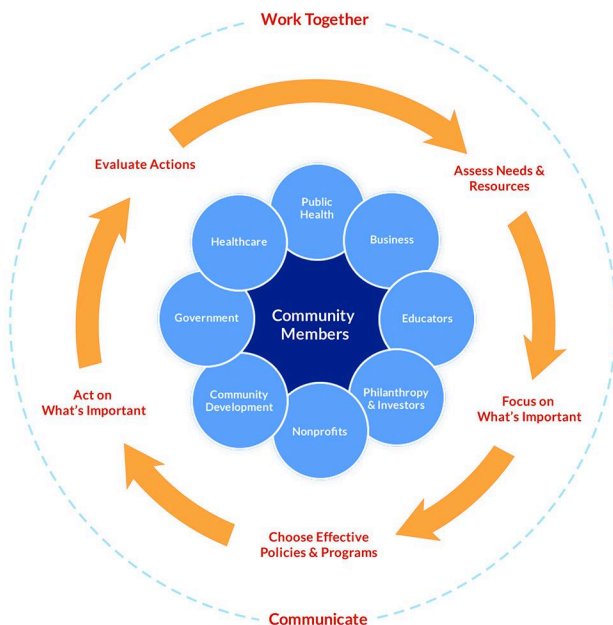 Work Together
Evaluate Actions
Assess Needs &
Resources
Public
Health
Healthcare
Business
Government
Community
Members
Educators
Community
Development
Philanthropy
& Investors
Nonprofits
Act on
What's Important
Focus on
What's Important
Choose Effective
Policies & Programs
Communicate